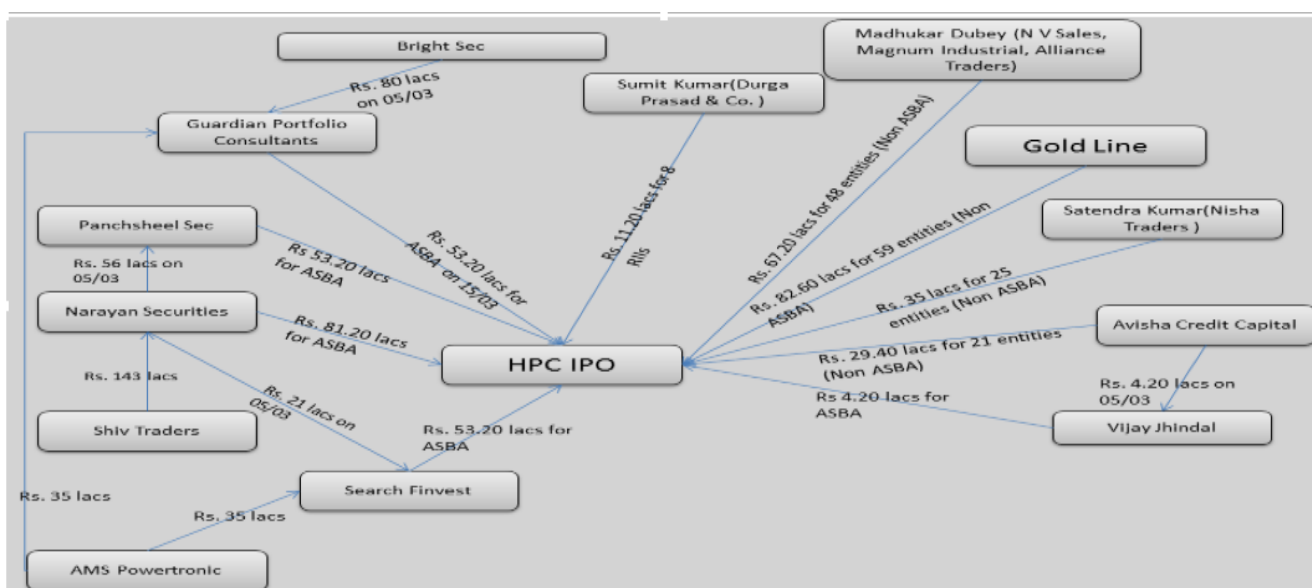 Bright Sec
Madhukar Dubey (N V Sales,
Magnum Industrial, Alliance
Traders)
Rs. 80 lacs
on 05/03
Sumit Kumar(Durga
Prasad & Co. )
Guardian Portfolio
Consultants
Gold Line
Rs. 11.20 lacs for 8
RIIs
Rs. 67.20 lacs for 48 entities (Non ASBA)
Panchsheel Sec
Satendra Kumar(Nisha
Traders )
Rs. 53.20 lacs for
ASBA on 15/03
Rs 53.20 lacs
for ASBA
Rs. 82.60 lacs for 59 entities (Non
ASBA)
Rs. 56 lacs on
05/03
Rs. 35 lacs for 25
entities (Non ASBA)
Narayan Securities
Rs. 81.20 lacs
for ASBA
Avisha Credit Capital
HPC IPO
Rs. 29.40 lacs for 21 entities
(Non ASBA)
Rs. 143 lacs
Rs. 21 lacs on
05/03
Rs. 4.20 lacs on
05/03
Rs 4.20 lacs for
ASBA
Shiv Traders
Rs. 53.20 lacs for
ASBA
Vijay Jhindal
Search Finvest
Rs. 35 lacs
Rs. 35 lacs
AMS Powertronic